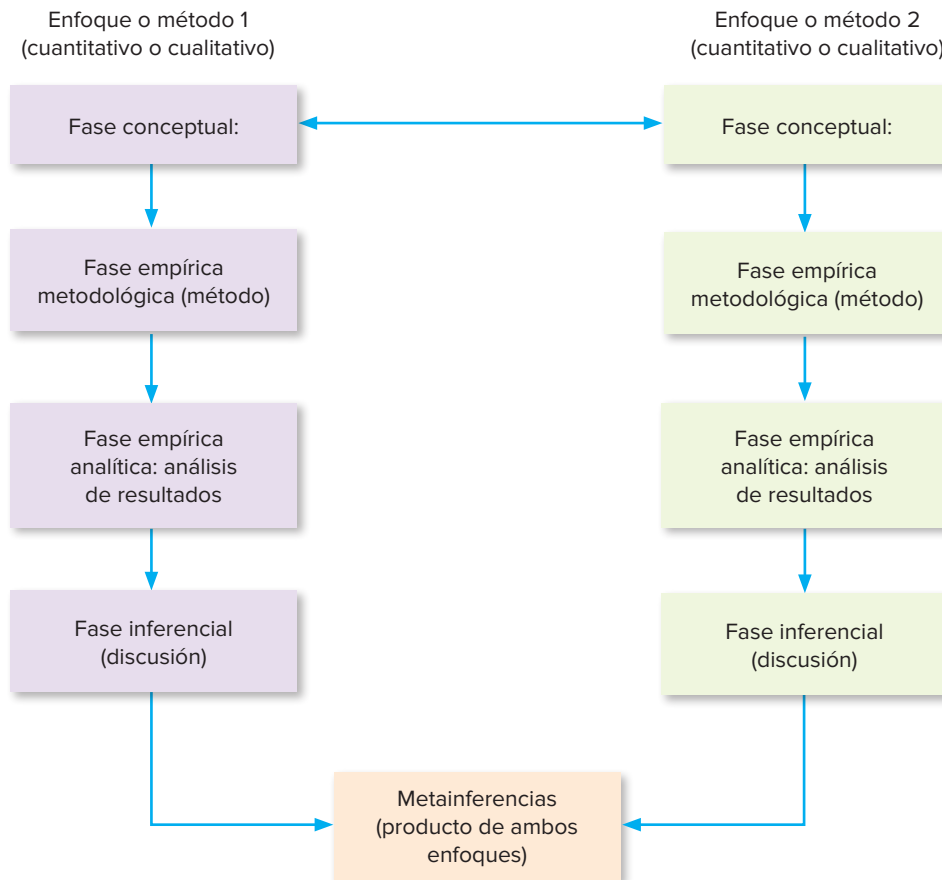 Enfoque o método 1
(cuantitativo o cualitativo)
Enfoque o método 2
(cuantitativo o cualitativo)
Fase conceptual:
Fase conceptual:
Fase empírica
metodológica (método)
Fase empírica
metodológica (método)
Fase empírica
analítica: análisis
de resultados
Fase empírica
analítica: análisis
de resultados
Fase inferencial
(discusión)
Fase inferencial
(discusión)
Metainferencias
(producto de ambos
enfoques)